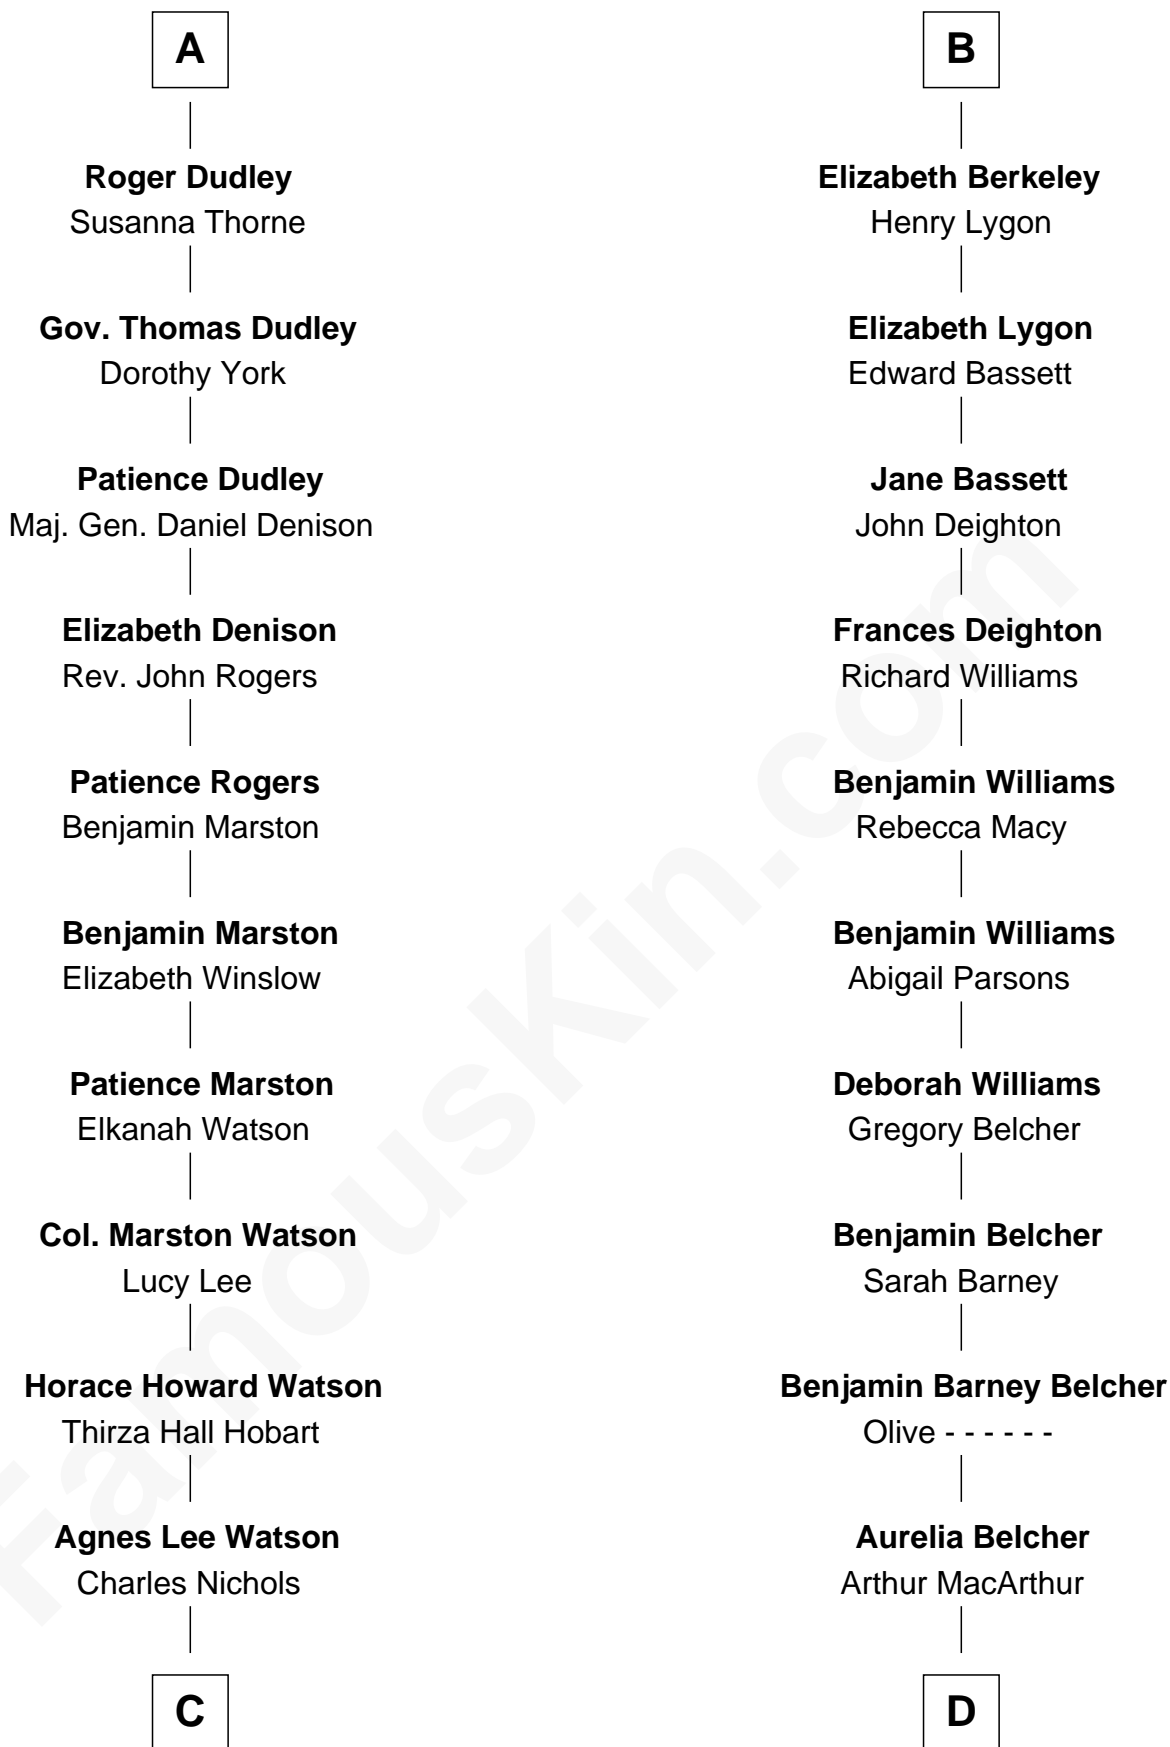 A
Roger Dudley
Susanna Thorne
Gov. Thomas Dudley
Dorothy York
Patience Dudley
Maj. Gen. Daniel Denison
Elizabeth Denison
Rev. John Rogers
Patience Rogers
Benjamin Marston
Benjamin Marston
Elizabeth Winslow
Patience Marston
Elkanah Watson
Col. Marston Watson
Lucy Lee
Horace Howard Watson
Thirza Hall Hobart
Agnes Lee Watson
Charles Nichols
C
B
Elizabeth Berkeley
Henry Lygon
Elizabeth Lygon
Edward Bassett
Jane Bassett
John Deighton
Frances Deighton
Richard Williams
Benjamin Williams
Rebecca Macy
Benjamin Williams
Abigail Parsons
Deborah Williams
Gregory Belcher
Benjamin Belcher
Sarah Barney
Benjamin Barney Belcher
Olive - - - - - -
Aurelia Belcher
Arthur MacArthur
D
FamousKin.com